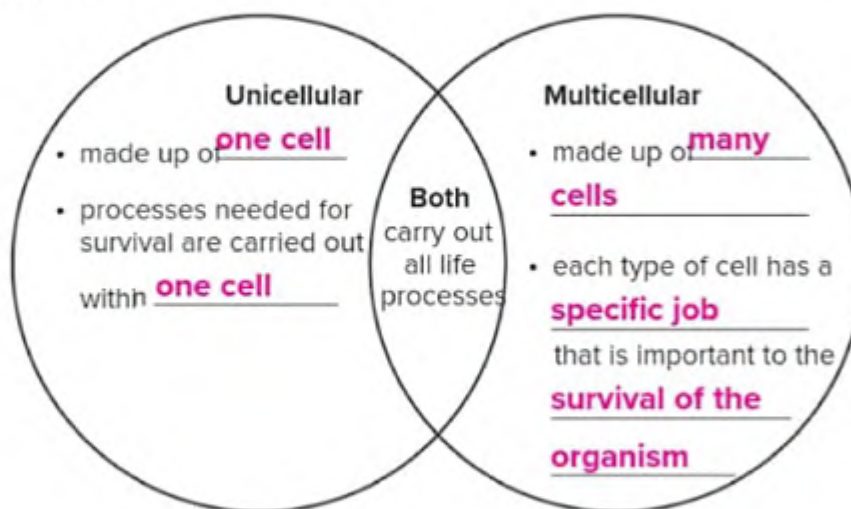 Unicellular
• made up of one cell
• processes needed for
survival are carried out
within one cell
Both
carry out
all life
processes
Multicellular
• made up of many
cells
• each type of cell has a
specific job
that is important to the
survival of the
organism